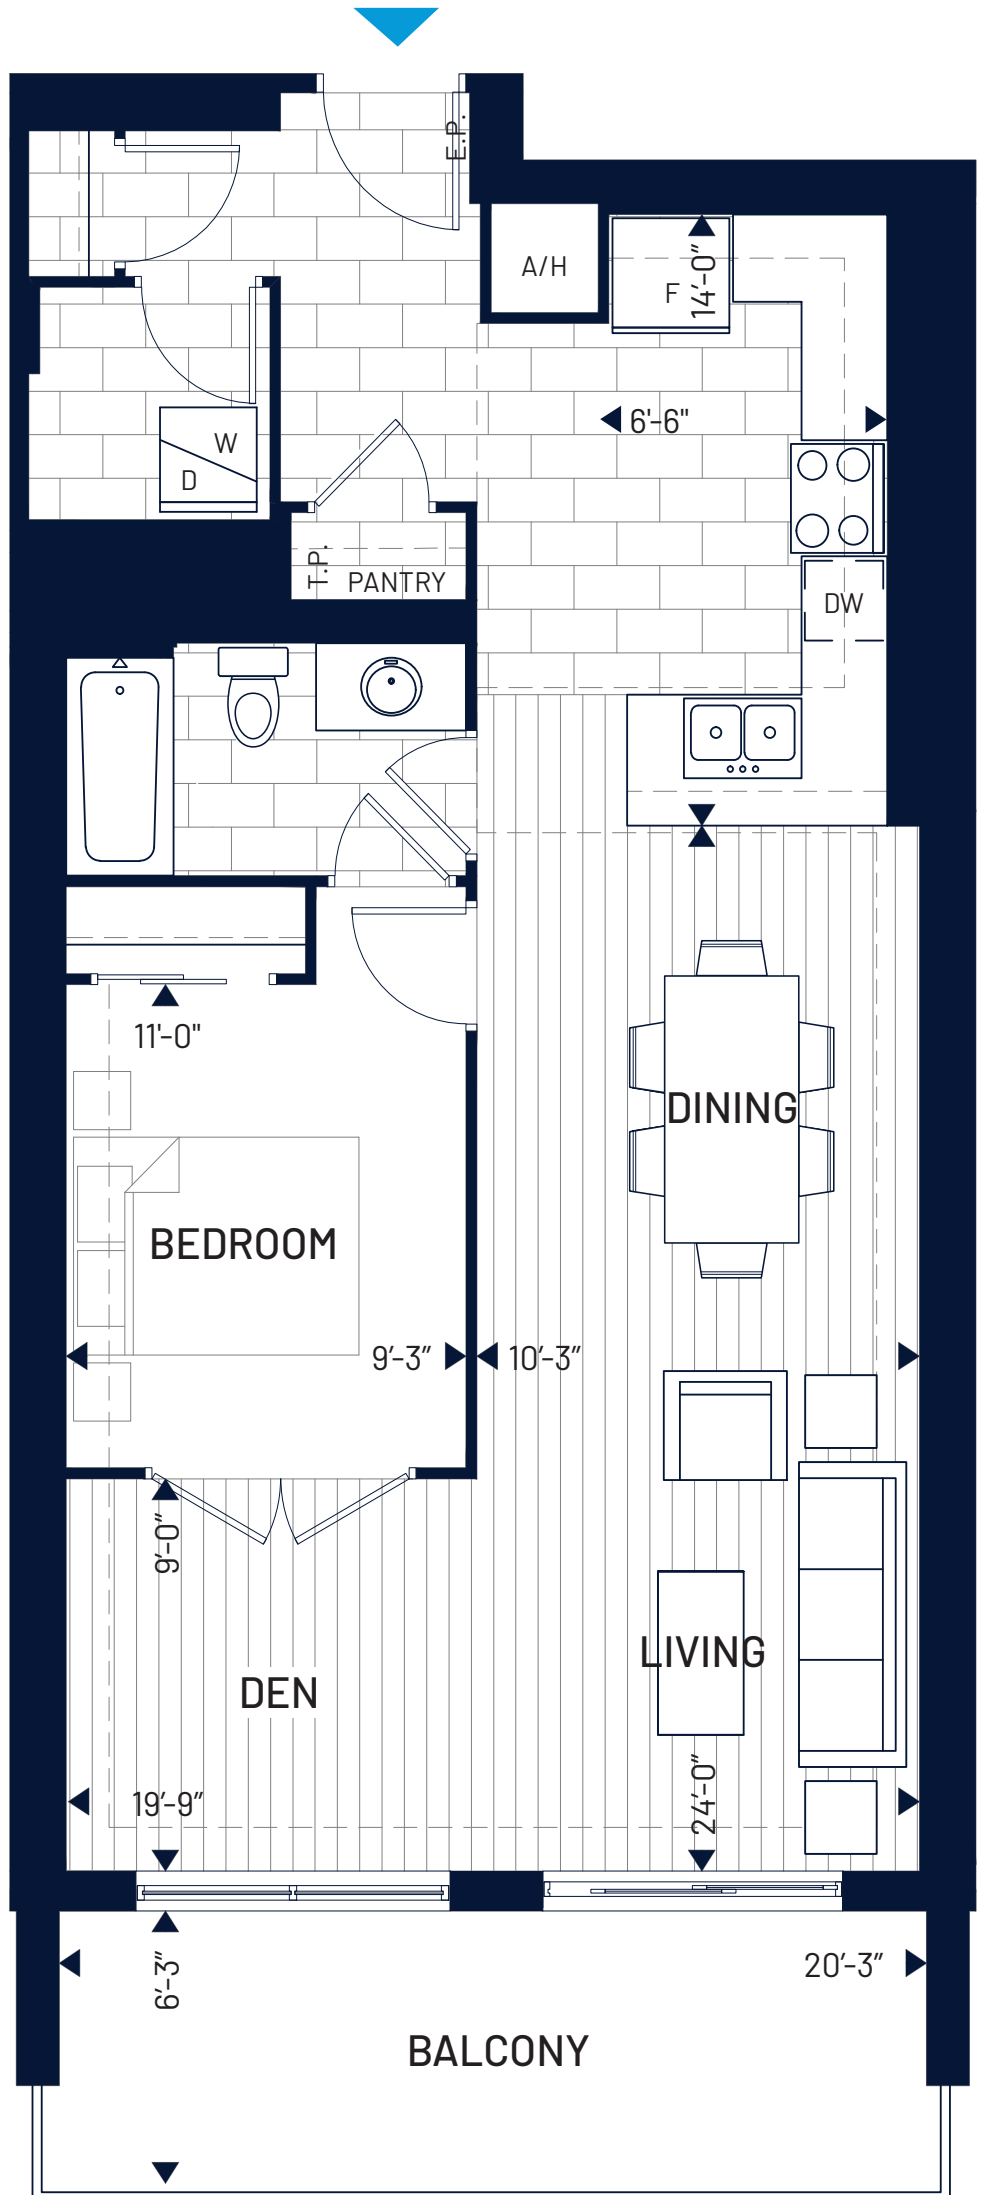 E.P.
A/H
F
14'-0"
6'-6"
W
D
T.P.
PANTRY
DW
11'-0"
DINING
BEDROOM
9'-3"
10'-3"
9'-0"
LIVING
DEN
19'-9"
24'-0"
6'-3"
20'-3"
BALCONY